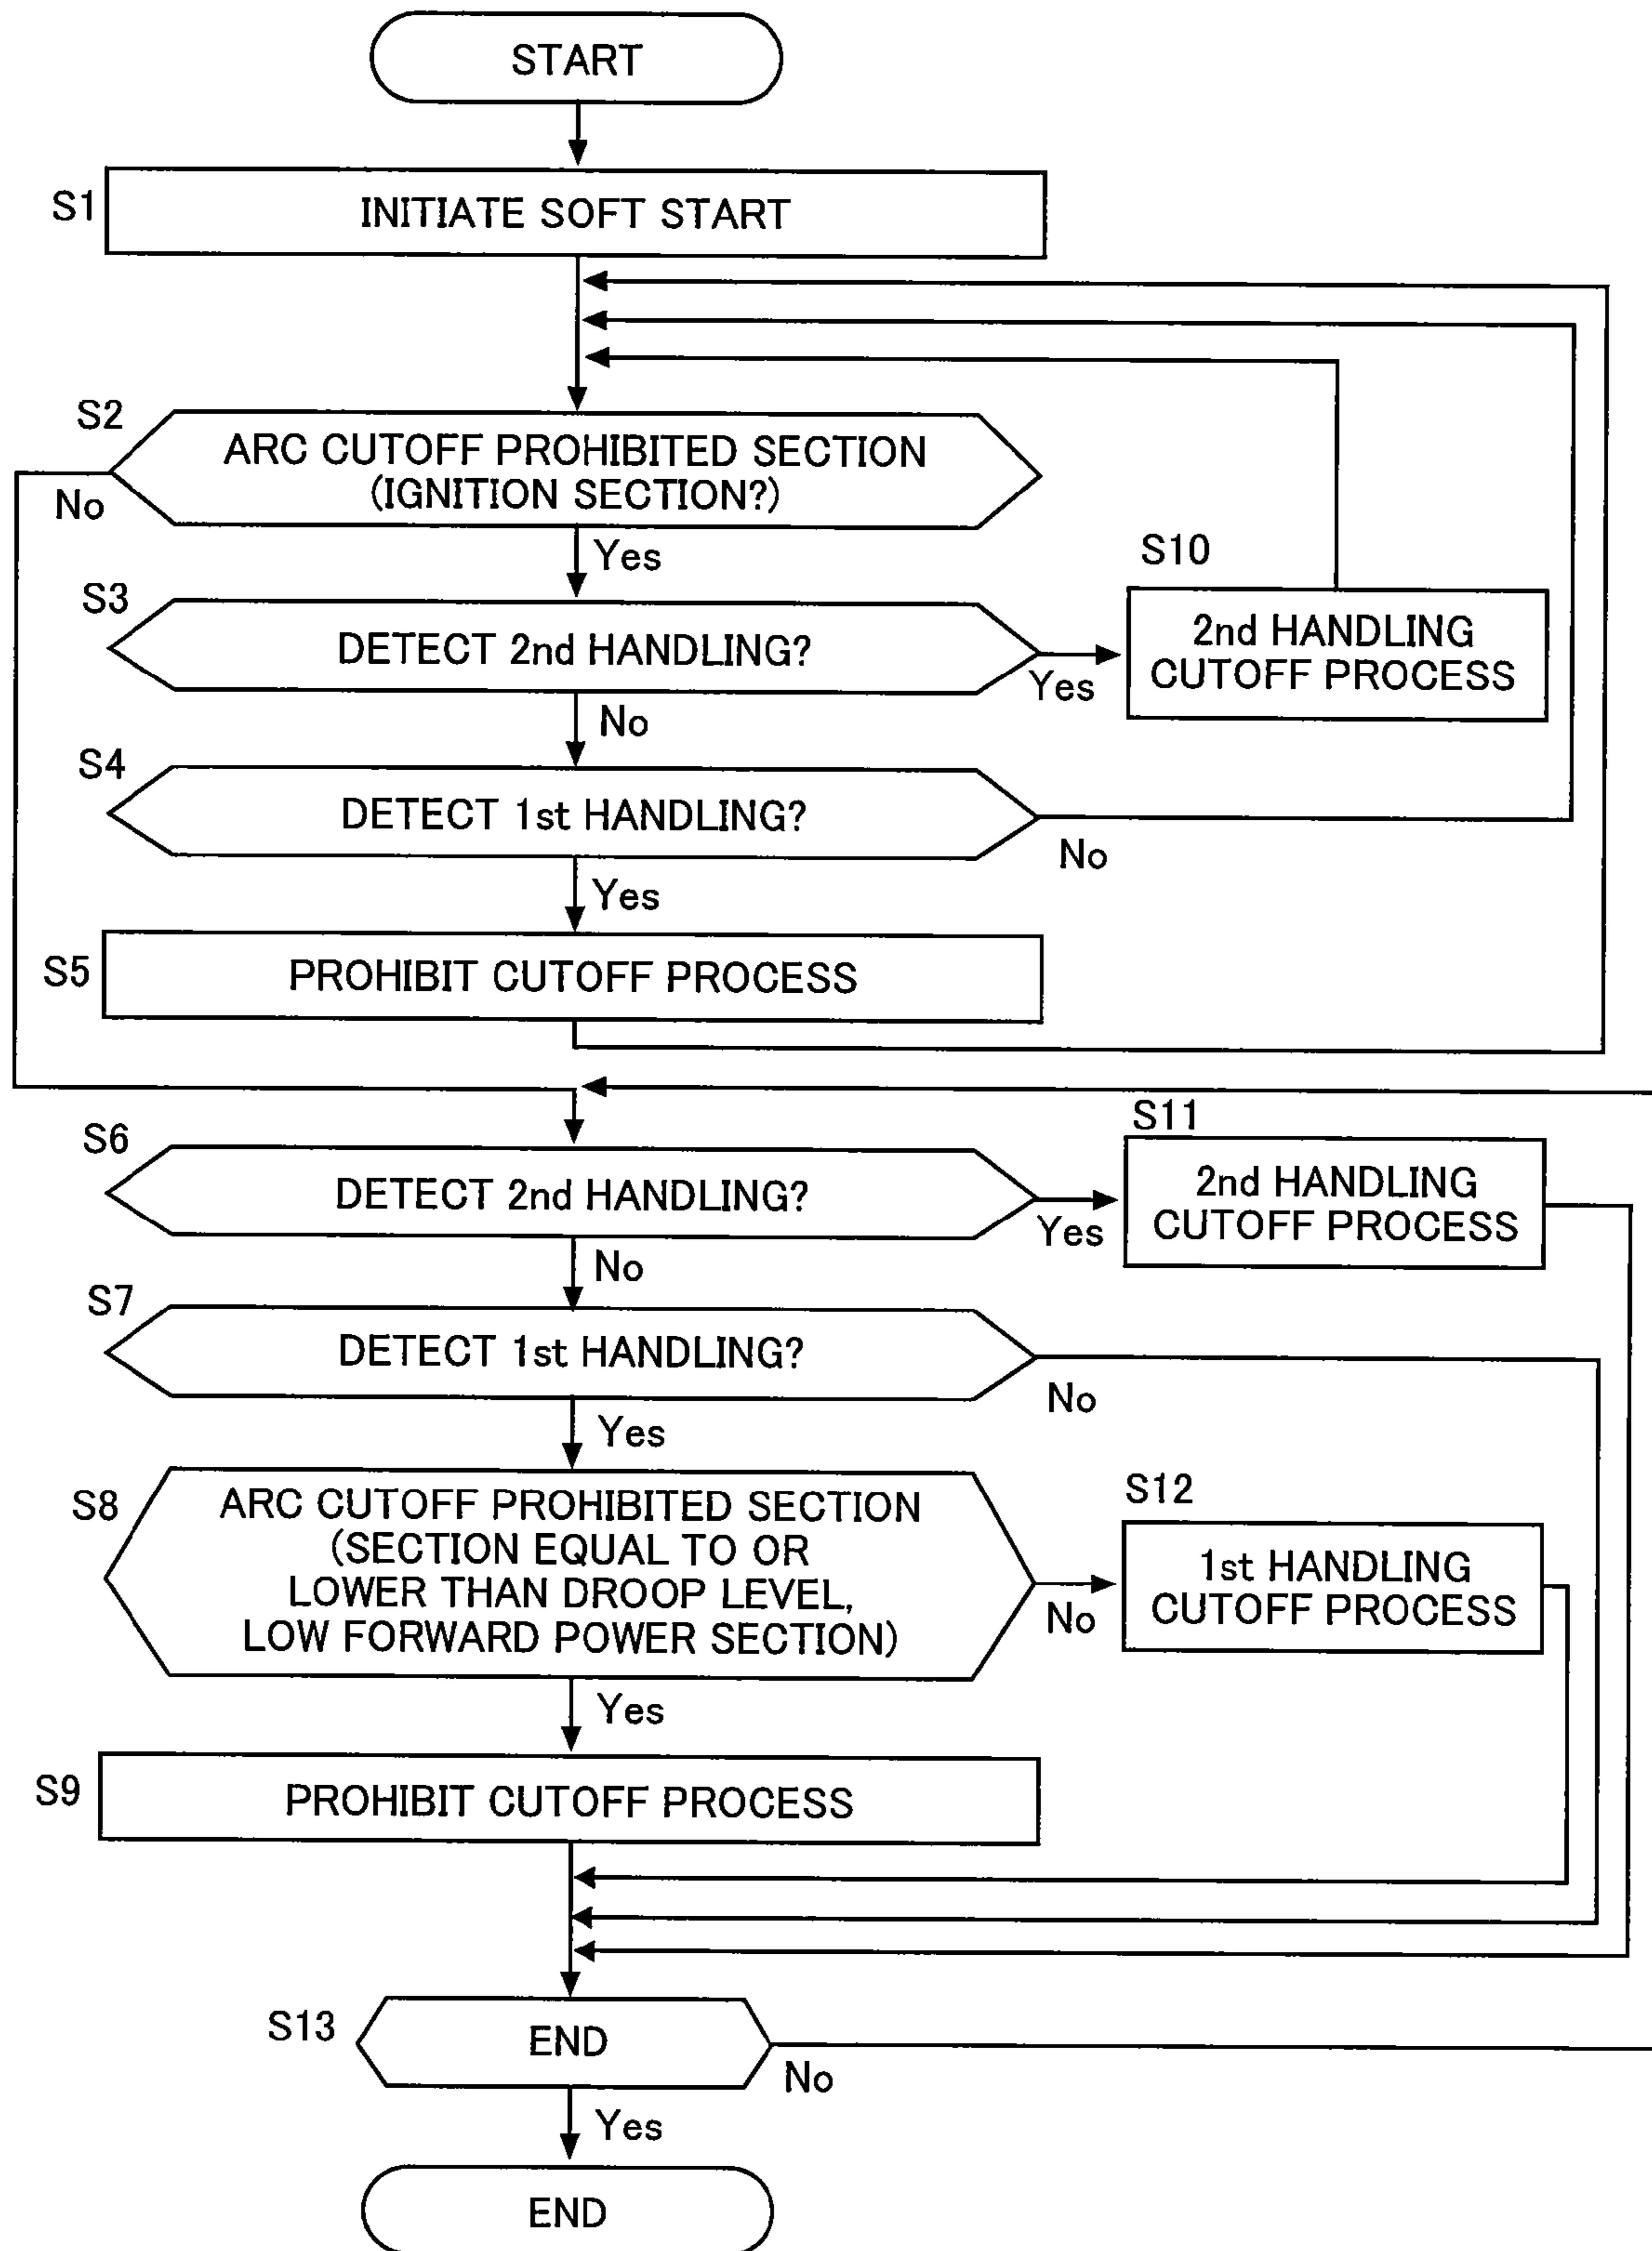 START
S1
INITIATE SOFT START
S2
ARC CUTOFF PROHIBITED SECTION
(IGNITION SECTION?)
No
Yes
S3
DETECT 2nd HANDLING?
Yes
S10
2nd HANDLING
CUTOFF PROCESS
No
S4
DETECT 1st HANDLING?
No
Yes
S5
PROHIBIT CUTOFF PROCESS
S6
DETECT 2nd HANDLING?
Yes
S11
2nd HANDLING
CUTOFF PROCESS
No
S7
DETECT 1st HANDLING?
No
Yes
S8
ARC CUTOFF PROHIBITED SECTION
(SECTION EQUAL TO OR
LOWER THAN DROOP LEVEL,
LOW FORWARD POWER SECTION)
No
S12
1st HANDLING
CUTOFF PROCESS
Yes
S9
PROHIBIT CUTOFF PROCESS
S13
END
No
Yes
END